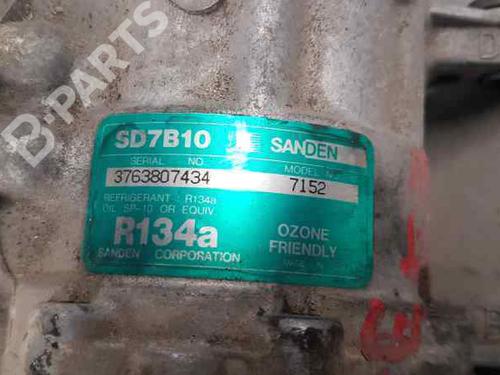 B-PARTS
SD7B10 SANDEN
SERIAL NO. MODEL NO.
3763807434 7152
REFRIGERANT : R134a
OIL SP-10 OR EQUIV.
R134a OZONE
FRIENDLY
SANDEN CORPORATION